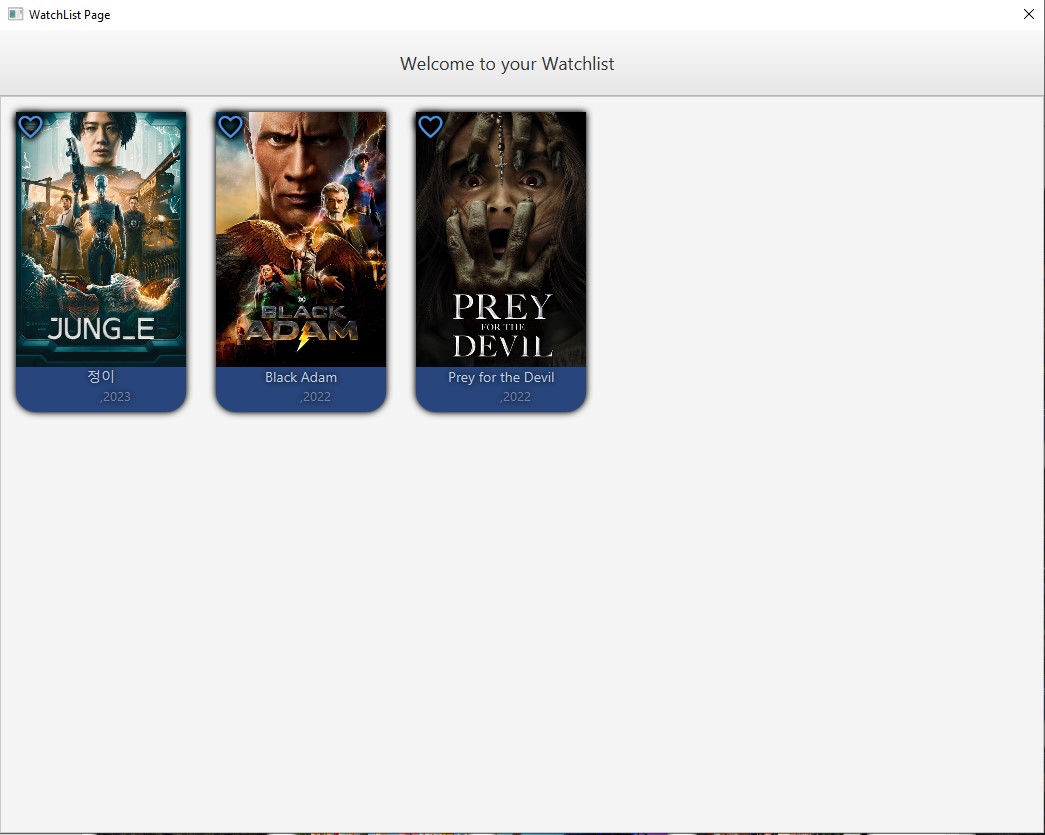 WatchList Page
Welcome to your Watchlist
JUNG_E
정이
,2023
DC
BLACK
ADAM
Black Adam
,2022
PREY
FOR THE
DEVIL
Prey for the Devil
,2022